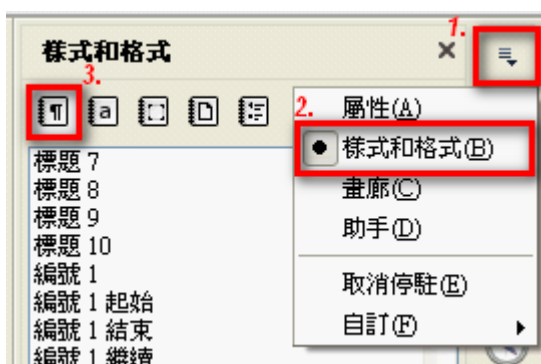 樣式和格式
1.
3.
¶
a
2.
屬性(A)
樣式和格式(B)
畫廊(C)
助手(D)
取消停駐(E)
自訂(F)
標題 7
標題 8
標題 9
標題 10
編號 1
編號 1 起始
編號 1 結束
編號 1 繼續